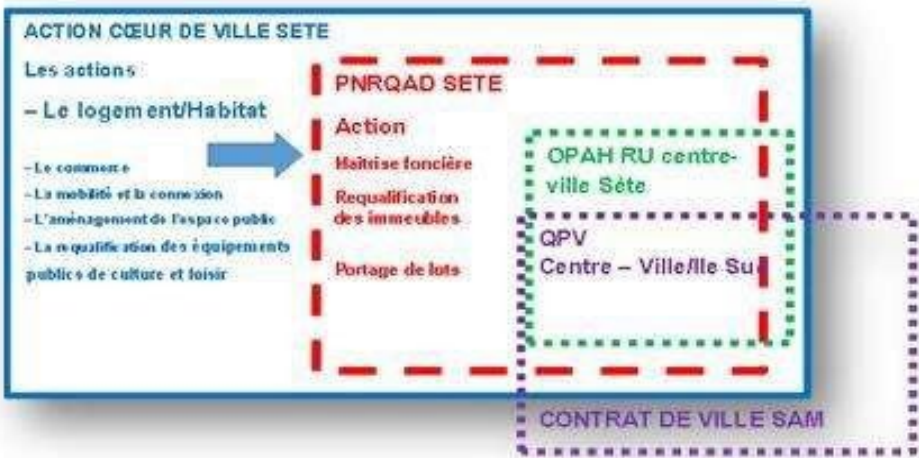 ACTION CŒUR DE VILLE SETE
Les actions
– Le logement/Habitat
– Le commerce
– La mobilité et la connexion
– L'aménagement de l'espace public
– La requalification des équipements
publics de culture et loisir
PNRQAD SETE
Action
Maîtrise foncière
Requalification
des immeubles
Portage de lots
OPAH RU centre-
ville Sète
QPV
Centre – Ville/Ile Su
CONTRAT DE VILLE SAM